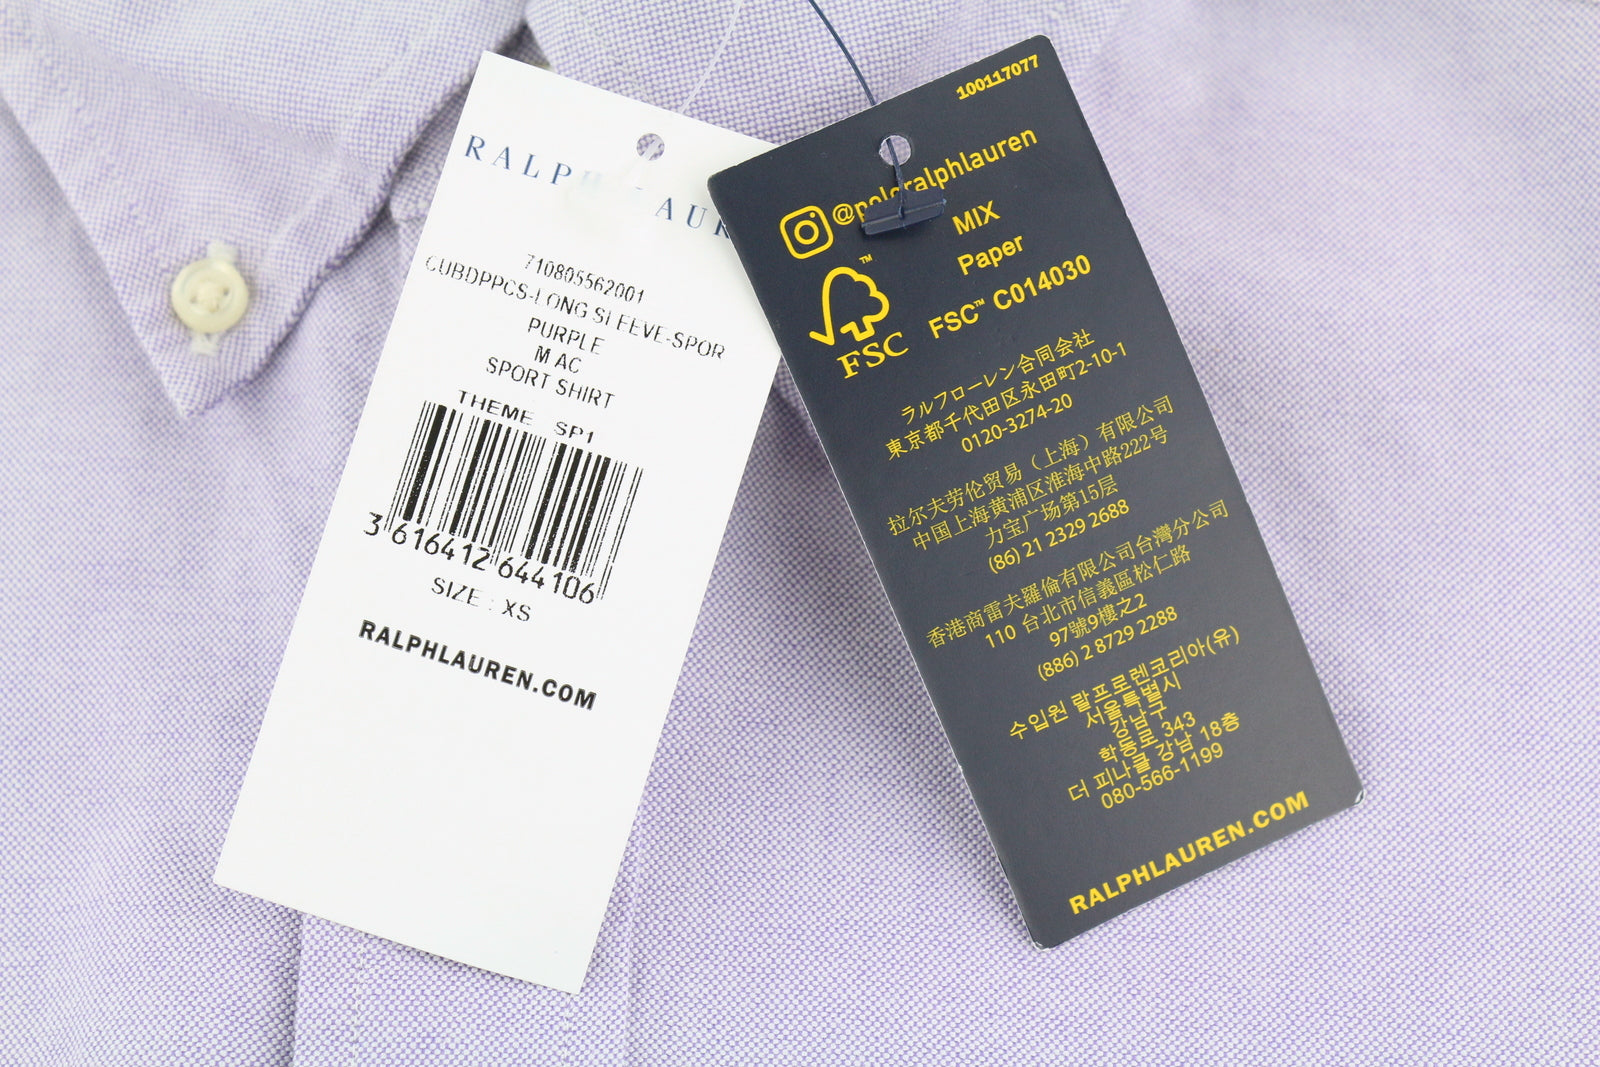 RALPH LAUR
710805562001
CUBDPPCS-LONG SLEEVE-SPOR
PURPLE
M AC
SPORT SHIRT
THEME SP1
3 616412 644106
SIZE : XS
RALPHLAUREN.COM
100117077
@poloralphlauren
MIX
Paper
FSC™ C014030
FSC
ラルフローレン合同会社
東京都千代田区永田町2-10-1
0120-3274-20
拉尔夫劳伦贸易（上海）有限公司
中国上海黄浦区淮海中路222号
力宝广场第15层
(86) 21 2329 2688
香港商雷夫羅倫有限公司台灣分公司
110 台北市信義區松仁路
97號9樓之2
(886) 2 8729 2288
수입원 랄프로렌코리아(유)
서울특별시
강남구
학동로 343
더 피나클 강남 18층
080-566-1199
RALPHLAUREN.COM